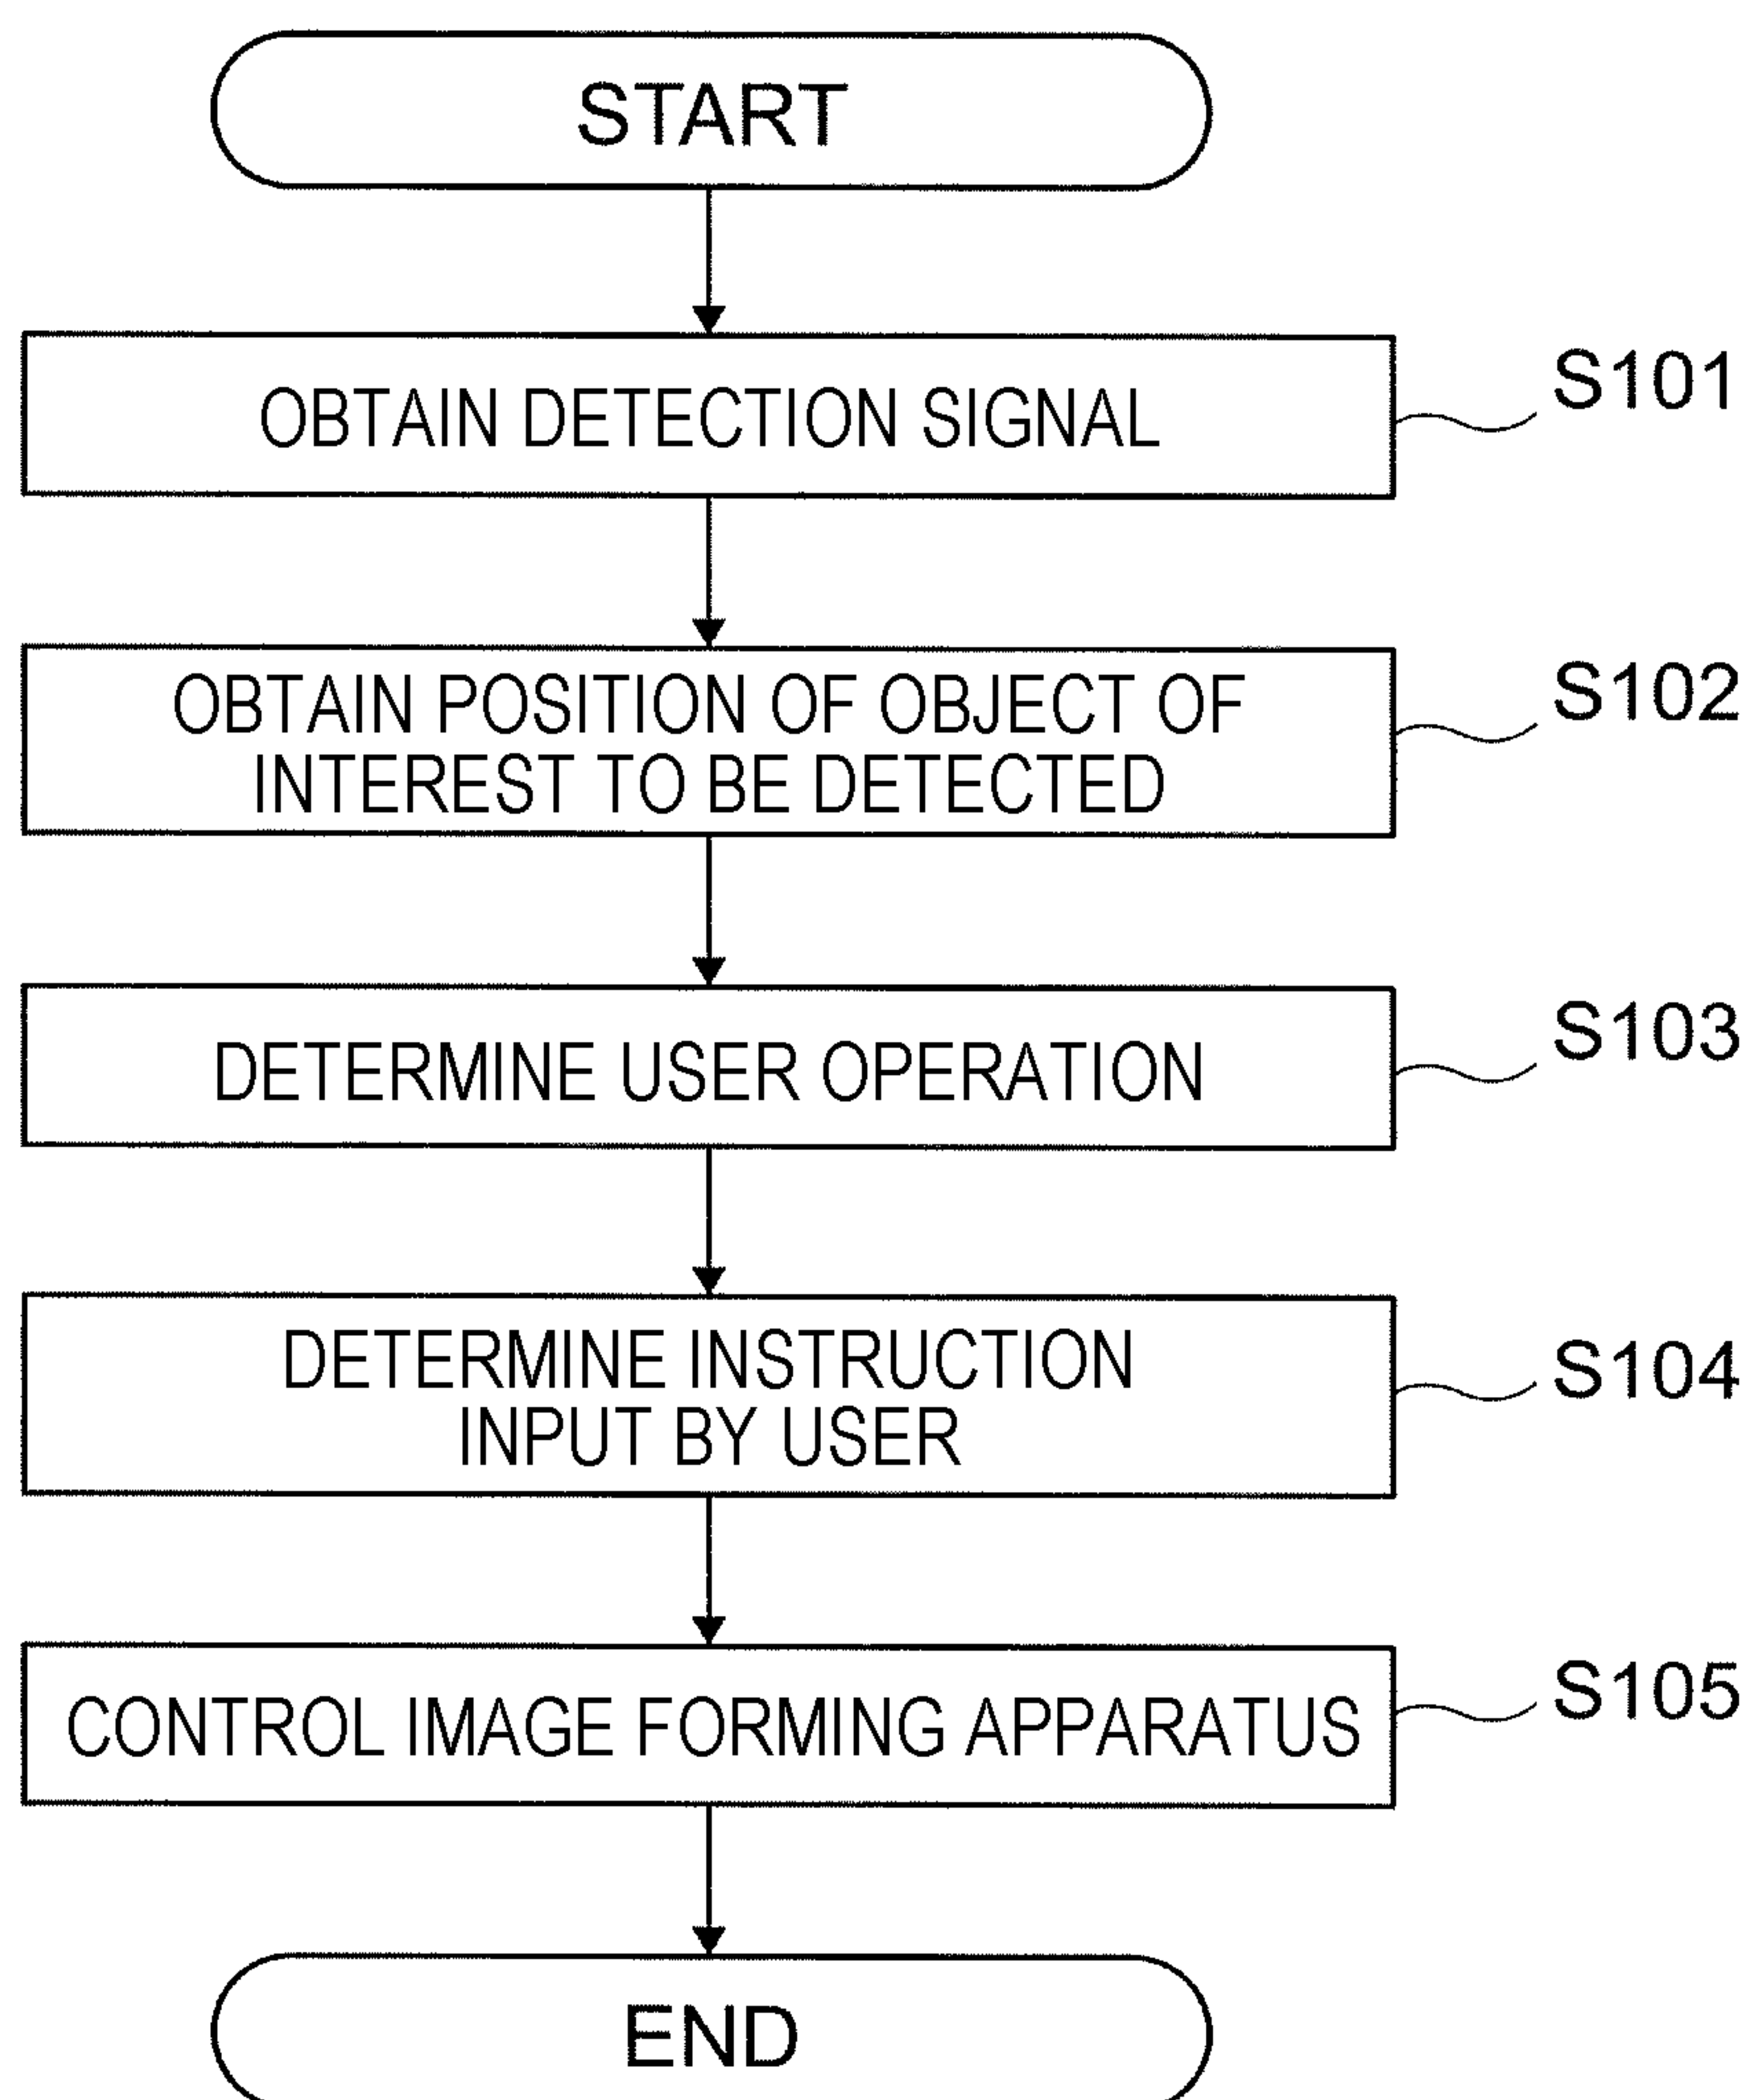 START
OBTAIN DETECTION SIGNAL
S101
OBTAIN POSITION OF OBJECT OF
INTEREST TO BE DETECTED
S102
DETERMINE USER OPERATION
S103
DETERMINE INSTRUCTION
INPUT BY USER
S104
CONTROL IMAGE FORMING APPARATUS
S105
END